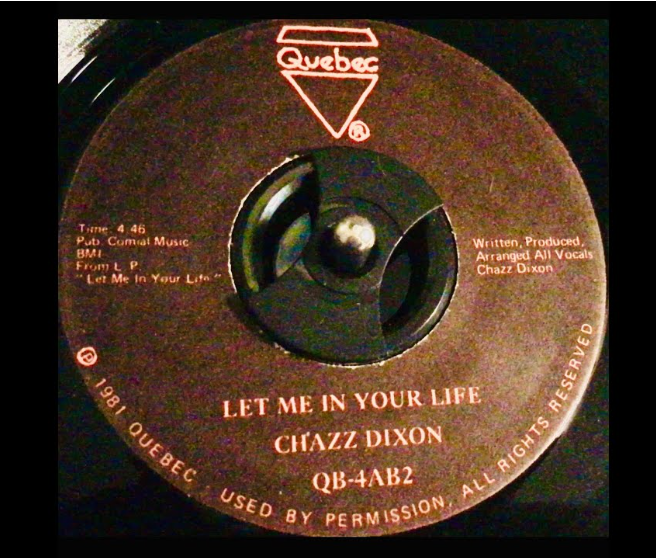 Quebec
®
Time: 4:46
Pub. Comial Music
BMI
From L. P.
"Let Me In Your Life"
Written, Produced,
Arranged All Vocals
Chazz Dixon
LET ME IN YOUR LIFE
CHAZZ DIXON
QB-4AB2
℗ 1981 QUEBEC . USED BY PERMISSION, ALL RIGHTS RESERVED